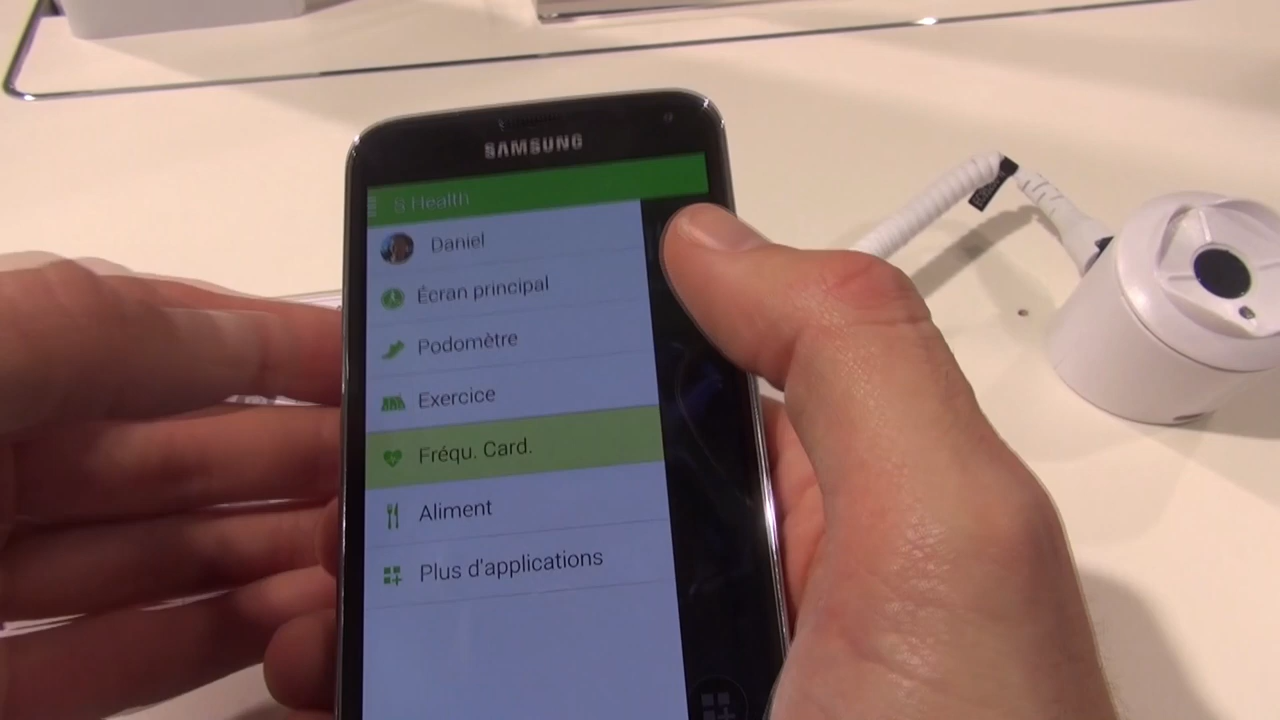 SAMSUNG
S Health
Daniel
Écran principal
Podomètre
Exercice
Fréqu. Card.
Aliment
Plus d'applications